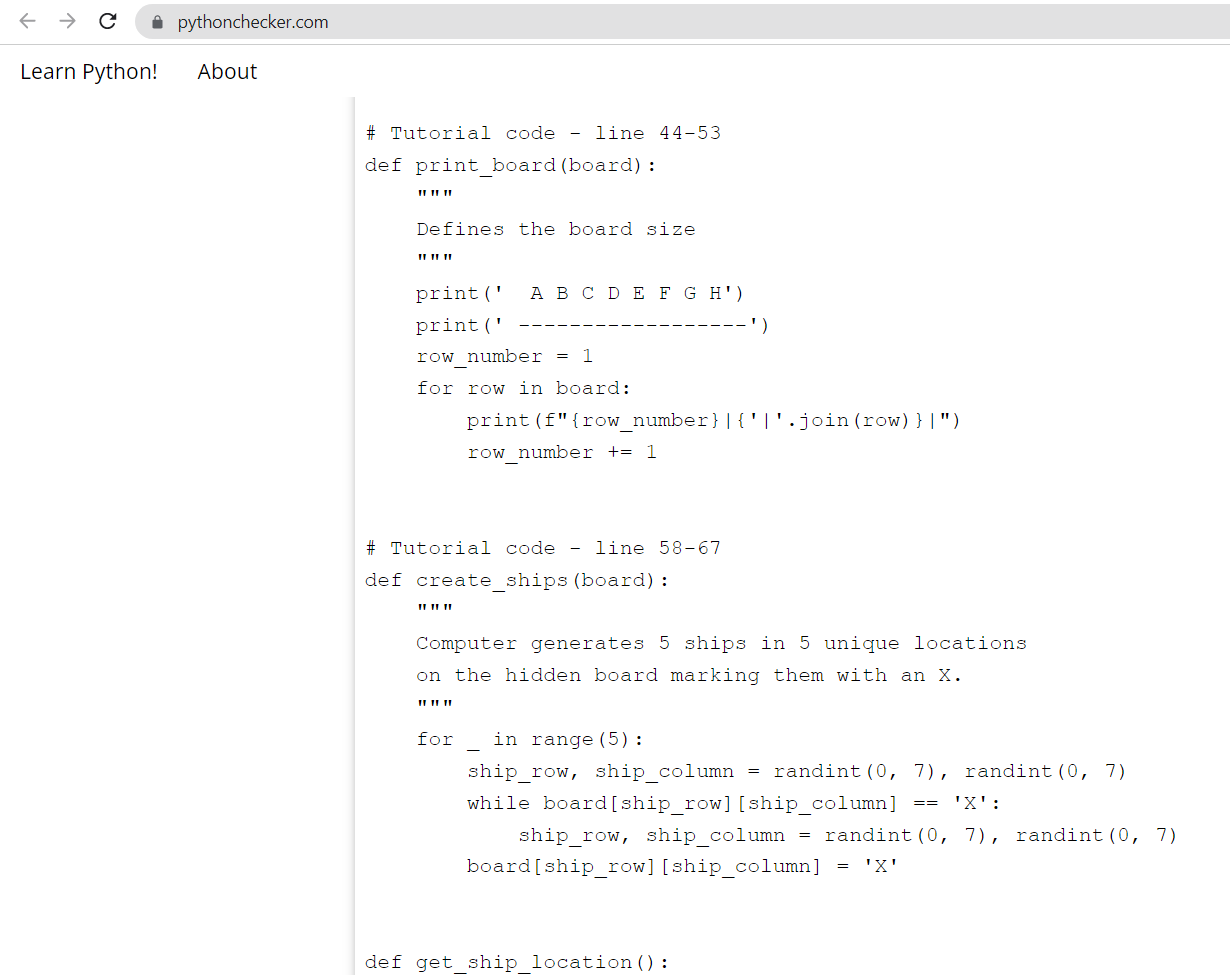 pythonchecker.com
Learn Python! About
# Tutorial code - line 44-53
def print_board(board):
    """
    Defines the board size
    """
    print('  A B C D E F G H')
    print(' ------------------')
    row_number = 1
    for row in board:
        print(f"{row_number}|{'|'.join(row)}|")
        row_number += 1
# Tutorial code - line 58-67
def create_ships(board):
    """
    Computer generates 5 ships in 5 unique locations
    on the hidden board marking them with an X.
    """
    for _ in range(5):
        ship_row, ship_column = randint(0, 7), randint(0, 7)
        while board[ship_row][ship_column] == 'X':
            ship_row, ship_column = randint(0, 7), randint(0, 7)
        board[ship_row][ship_column] = 'X'
def get_ship_location():